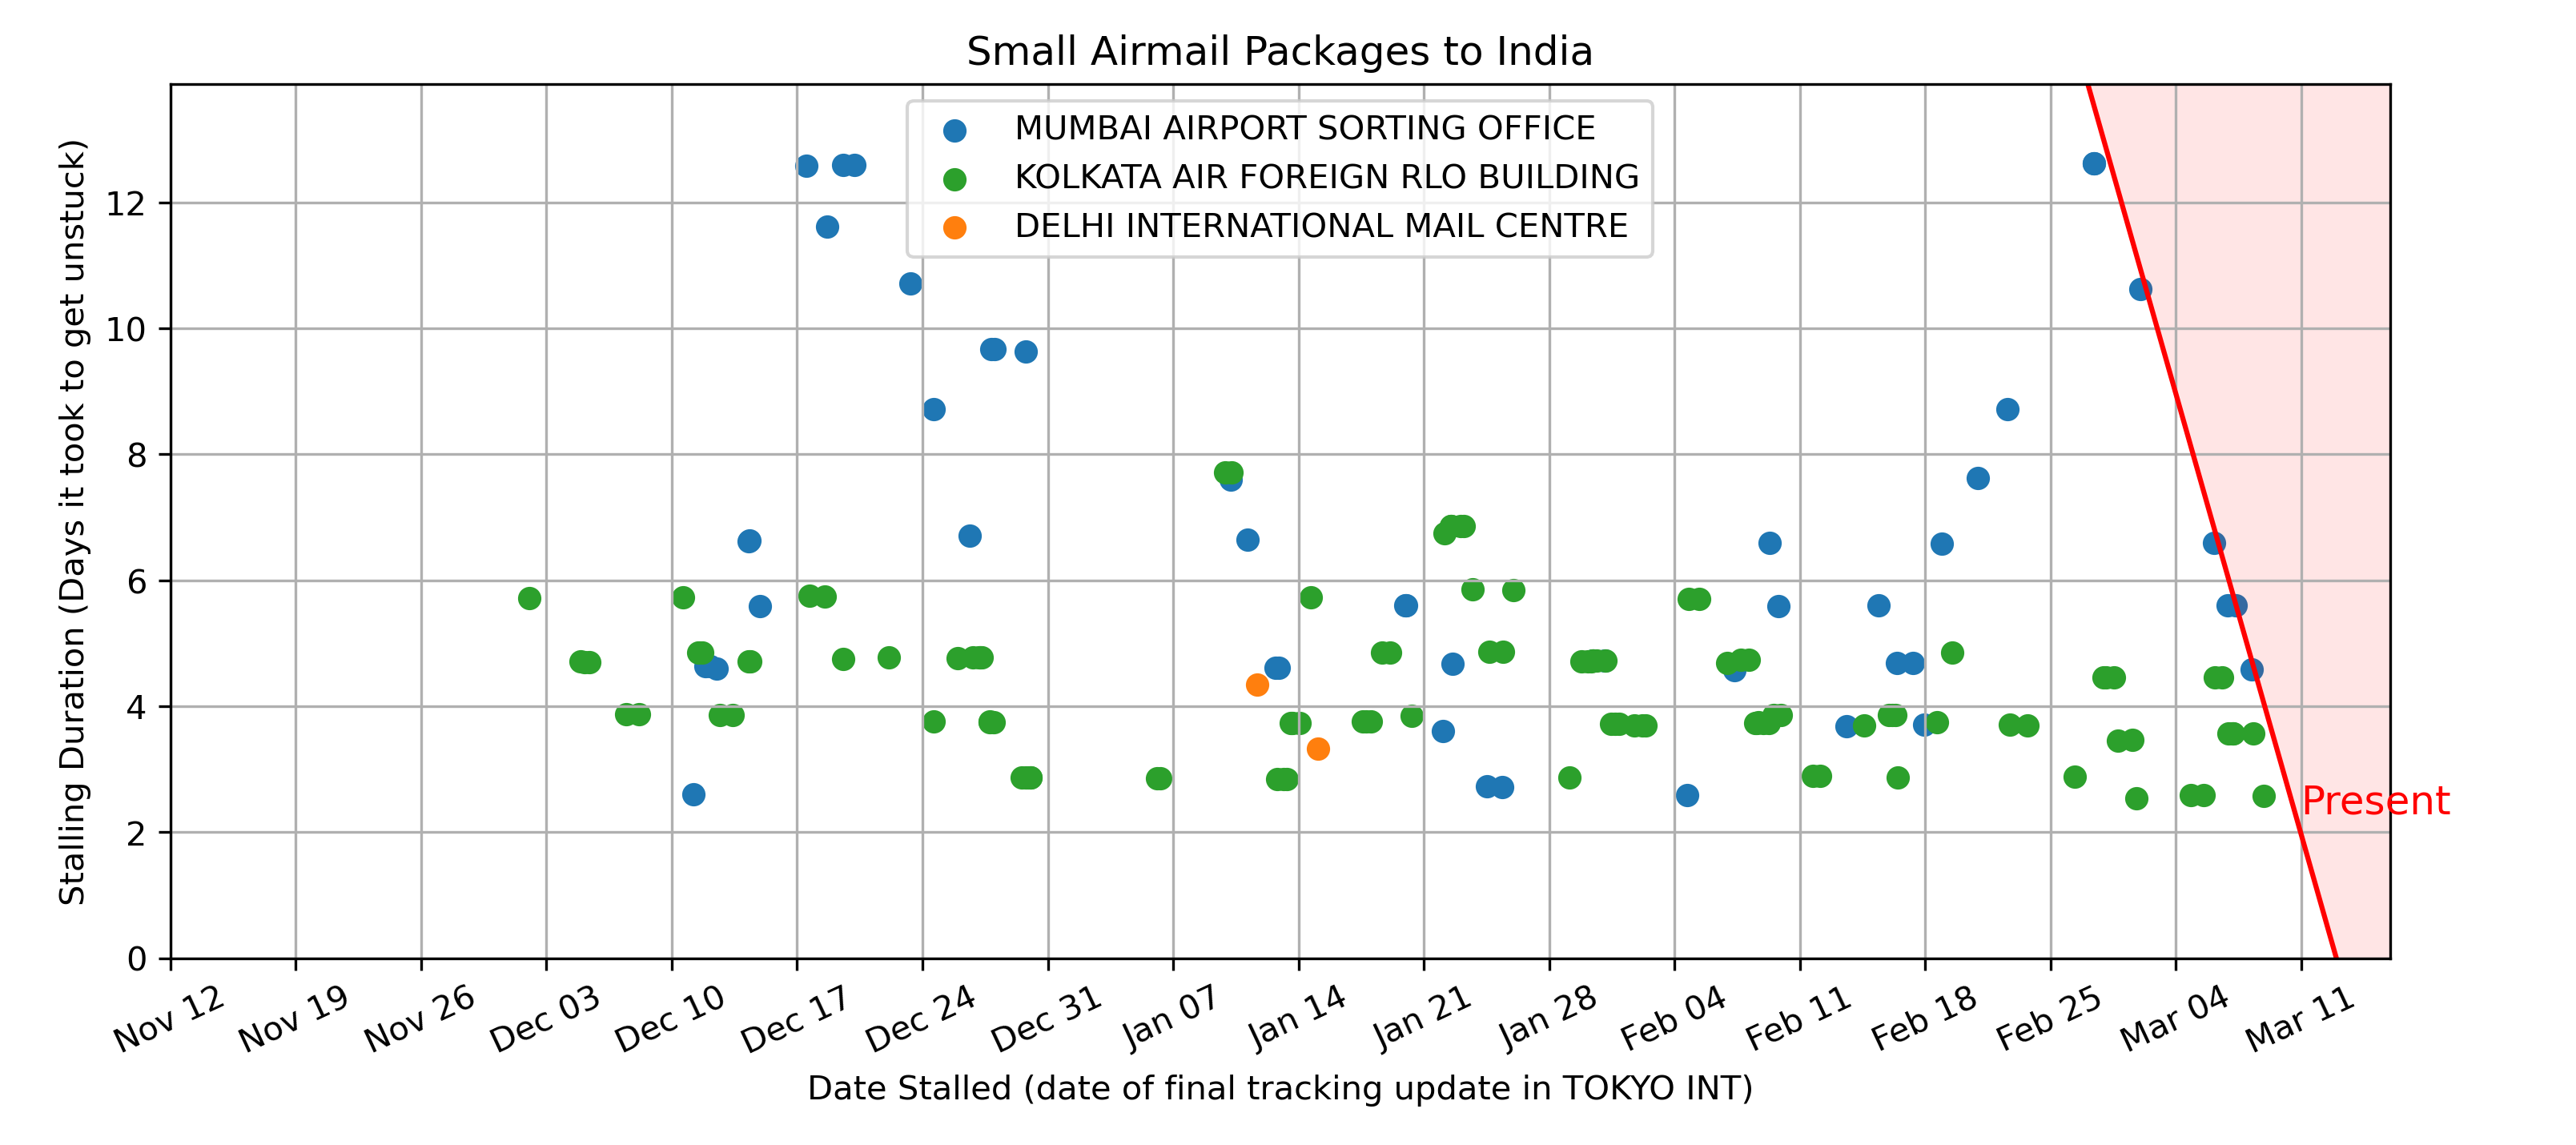 Small Airmail Packages to India
MUMBAI AIRPORT SORTING OFFICE
KOLKATA AIR FOREIGN RLO BUILDING
DELHI INTERNATIONAL MAIL CENTRE
Stalling Duration (Days it took to get unstuck)
12
10
8
6
4
2
0
Present
Nov 12
Nov 19
Nov 26
Dec 03
Dec 10
Dec 17
Dec 24
Dec 31
Jan 07
Jan 14
Jan 21
Jan 28
Feb 04
Feb 11
Feb 18
Feb 25
Mar 04
Mar 11
Date Stalled (date of final tracking update in TOKYO INT)